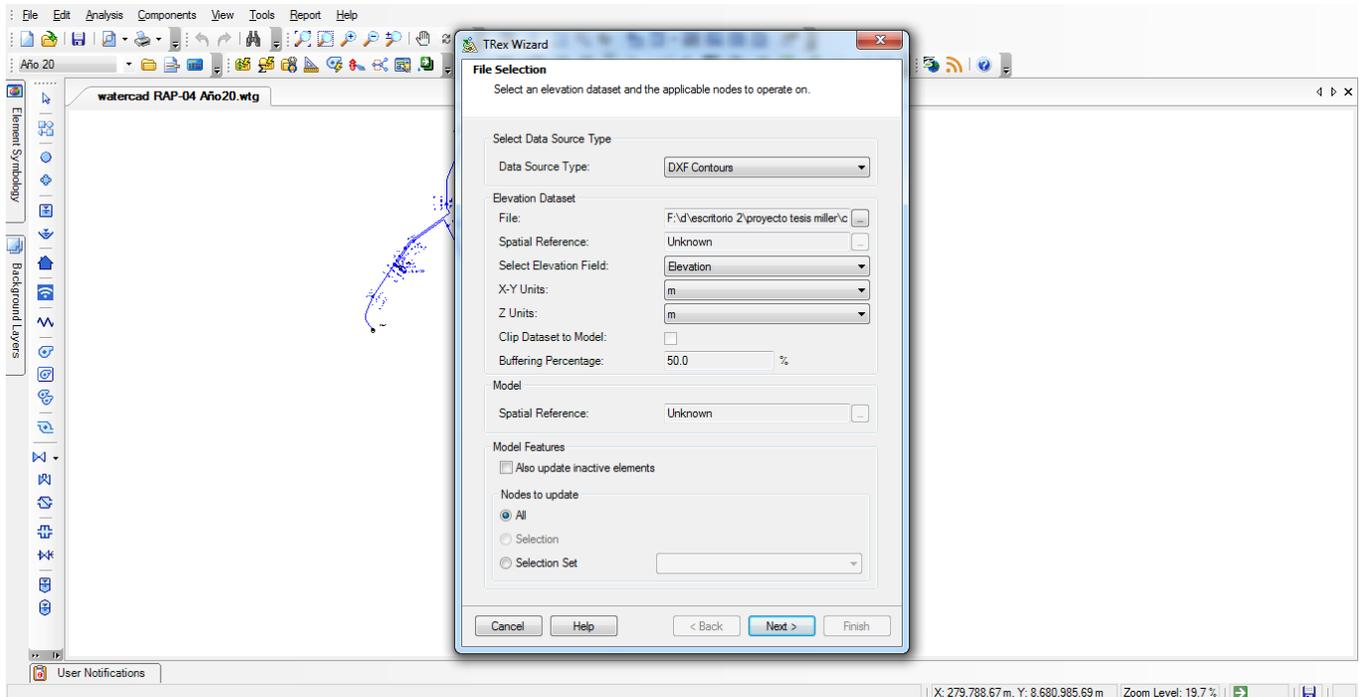 File Edit Analysis Components View Tools Report Help
TRex Wizard
Año 20
File Selection
Select an elevation dataset and the applicable nodes to operate on.
watercad RAP-04 Año20.wtg
Element Symbology
Background Layers
Select Data Source Type
Data Source Type: DXF Contours
Elevation Dataset
File: F:\d\escritorio 2\proyecto tesis miller\c ...
Spatial Reference: Unknown ...
Select Elevation Field: Elevation
X-Y Units: m
Z Units: m
Clip Dataset to Model:
Buffering Percentage: 50.0 %
Model
Spatial Reference: Unknown ...
Model Features
Also update inactive elements
Nodes to update
All
Selection
Selection Set
Cancel Help < Back Next > Finish
User Notifications
X: 279,788.67 m, Y: 8,680,985.69 m Zoom Level: 19.7 %